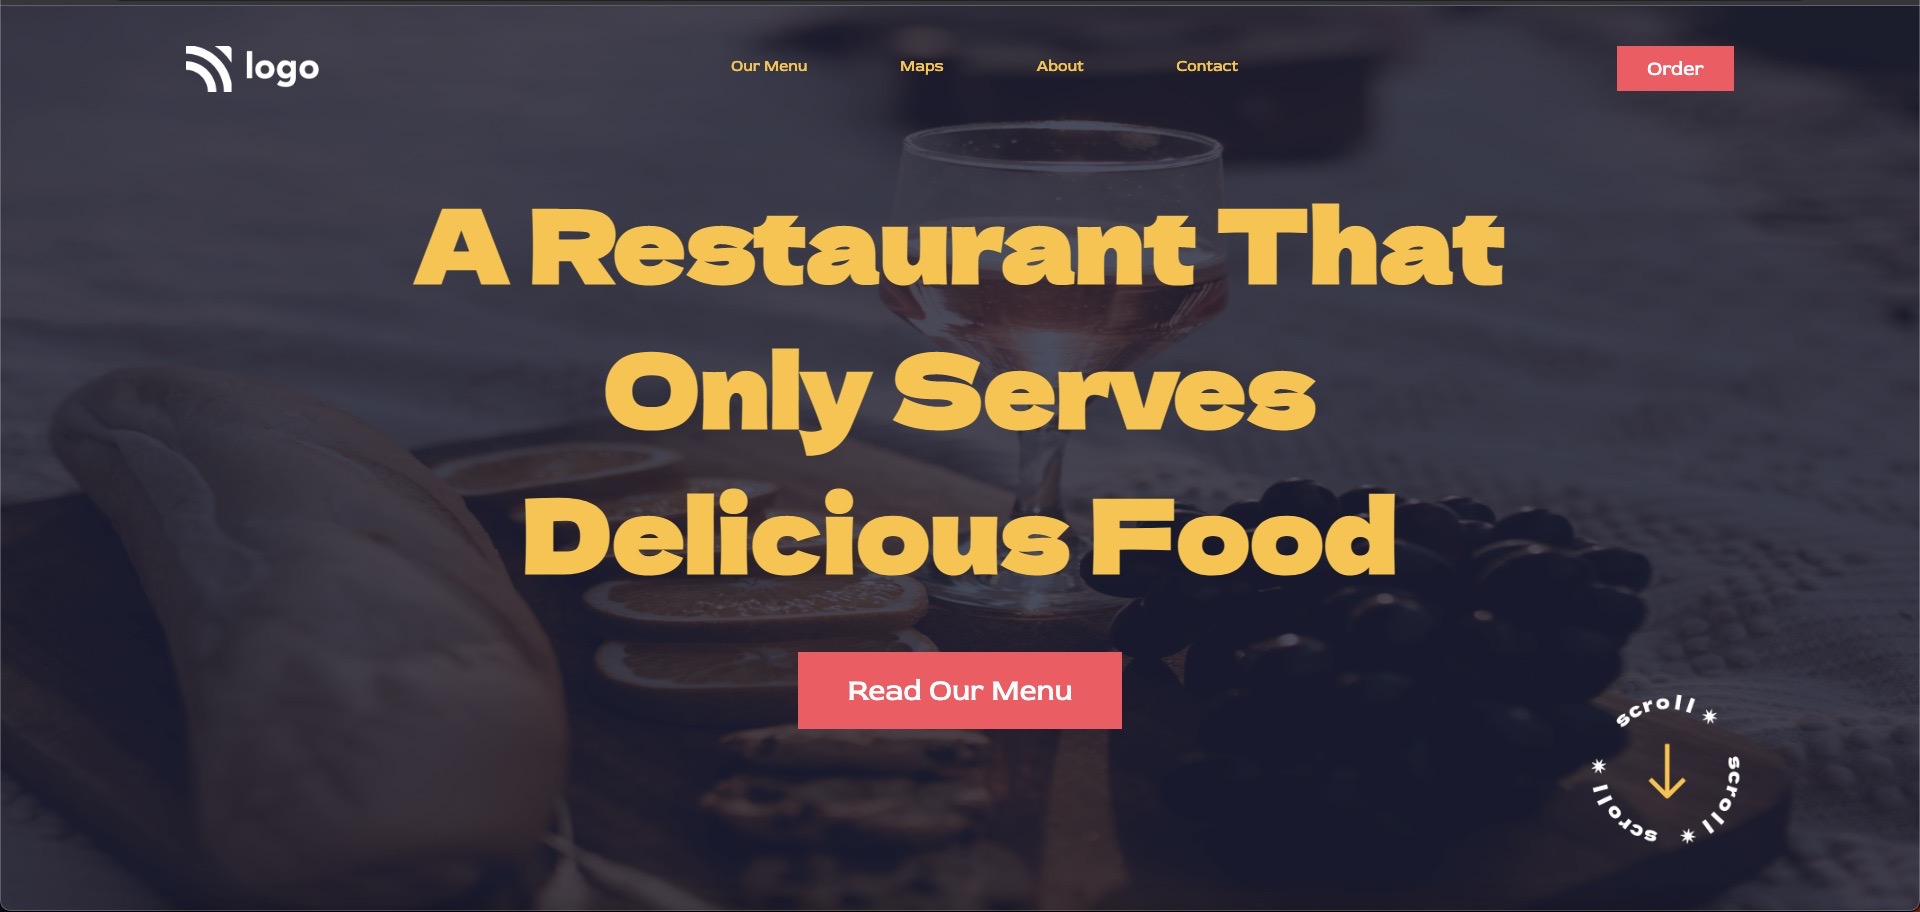 logo
Our Menu
Maps
About
Contact
Order
A Restaurant That
Only Serves
Delicious Food
Read Our Menu
scroll * scroll * scroll *